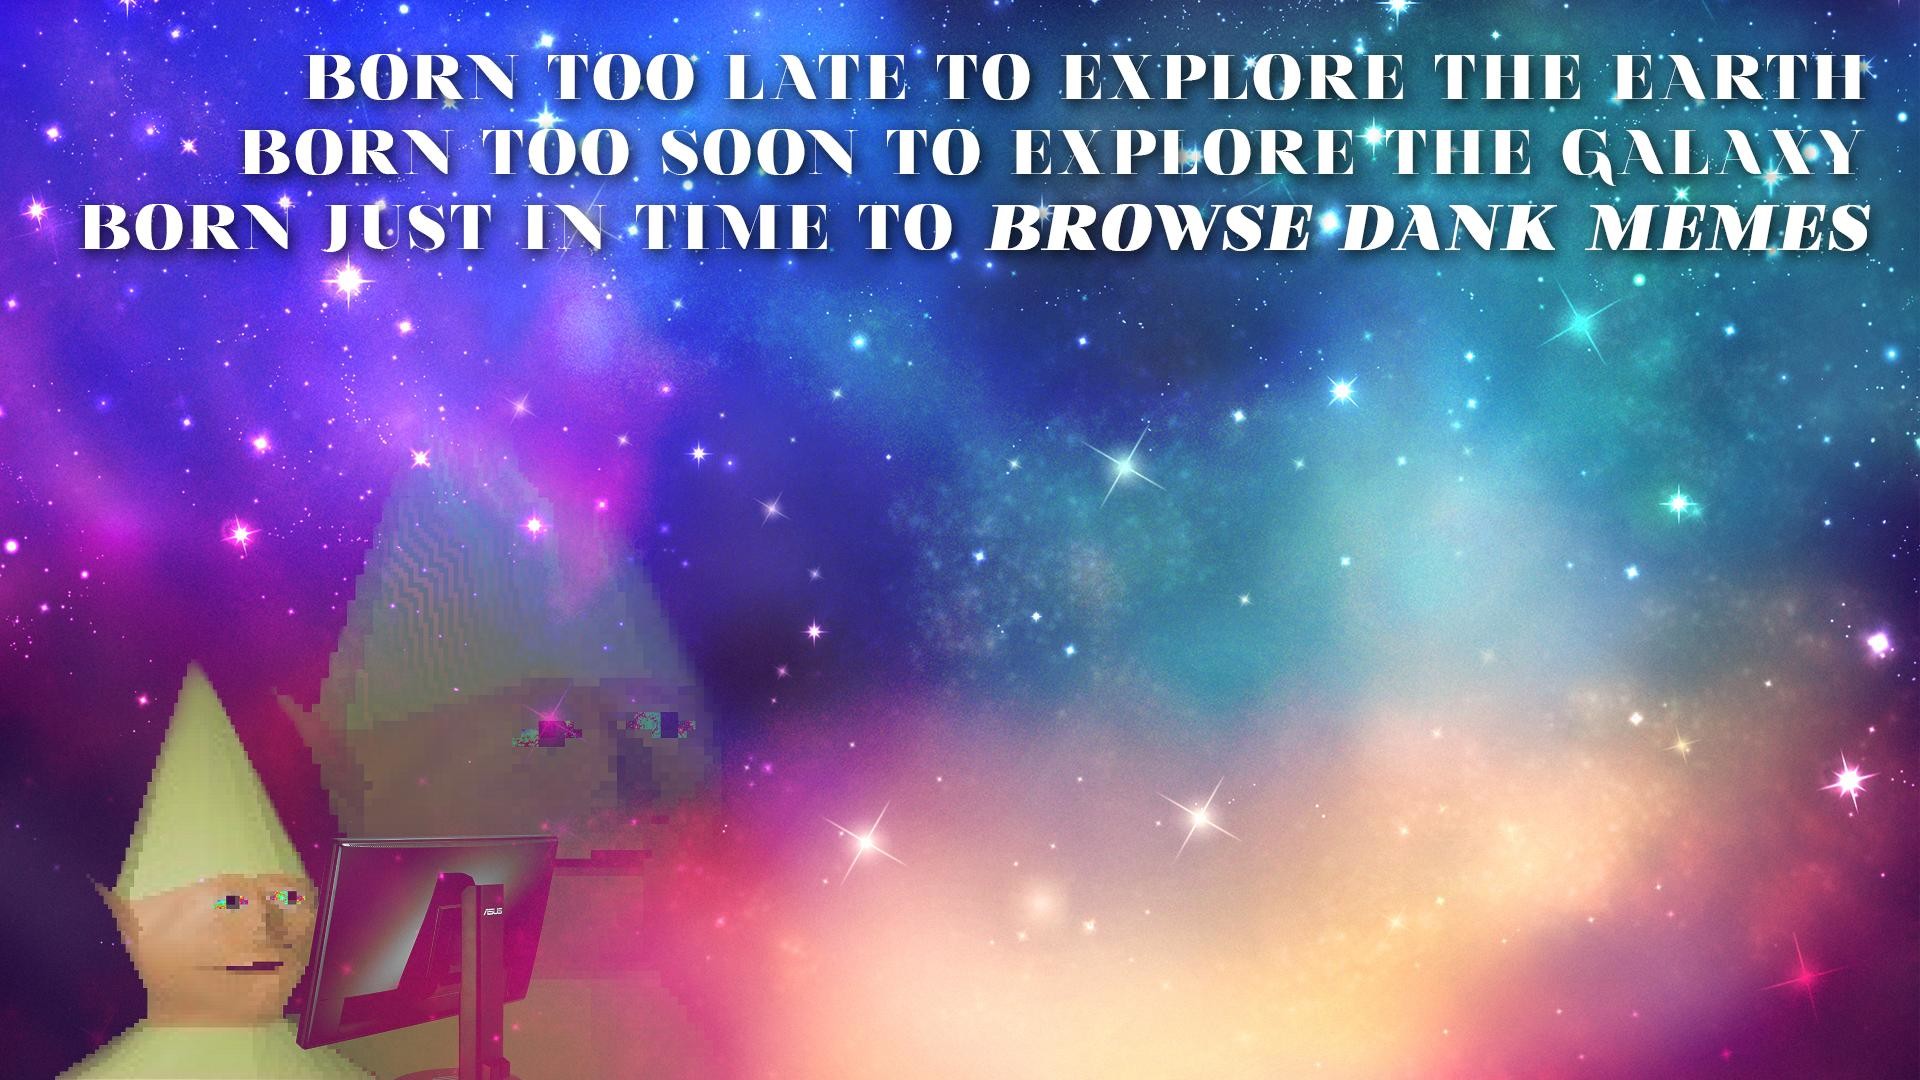 BORN TOO LATE TO EXPLORE THE EARTH
BORN TOO SOON TO EXPLORE THE GALAXY
BORN JUST IN TIME TO BROWSE DANK MEMES
ASUS